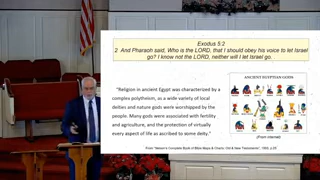 Exodus 5:2
2 And Pharaoh said, Who is the LORD, that I should obey his voice to let Israel
go? I know not the LORD, neither will I let Israel go.
"Religion in ancient Egypt was characterized by a
complex polytheism, as a wide variety of local
deities and nature gods were worshipped by the
people. Many gods were associated with fertility
and agriculture, and the protection of virtually
every aspect of life as ascribed to some deity."
ANCIENT EGYPTIAN GODS
(From Internet)